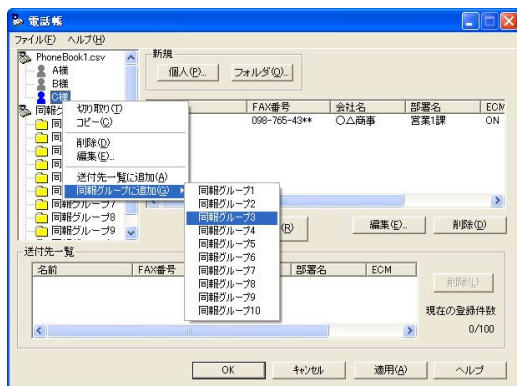 電話帳
ファイル(F) ヘルプ(H)
PhoneBook1.csv
A様
B様
C様
同報グ
同
同
同
同
同
同
同報グループ7
同報グループ8
同報グループ9
新規
個人(P)... フォルダ(O)...
FAX番号 会社名 部署名 ECM
098-765-43** 〇△商事 営業1課 ON
切り取り(T)
コピー(C)
削除(D)
編集(E)...
送付先一覧に追加(A)
同報グループに追加(G)
同報グループ1
同報グループ2
同報グループ3
同報グループ4
同報グループ5
同報グループ6
同報グループ7
同報グループ8
同報グループ9
同報グループ10
(R) 編集(E)... 削除(D)
送付先一覧
名前 FAX番号 部署名 ECM
削除(L)
現在の登録件数
0/100
OK キャンセル 適用(A) ヘルプ